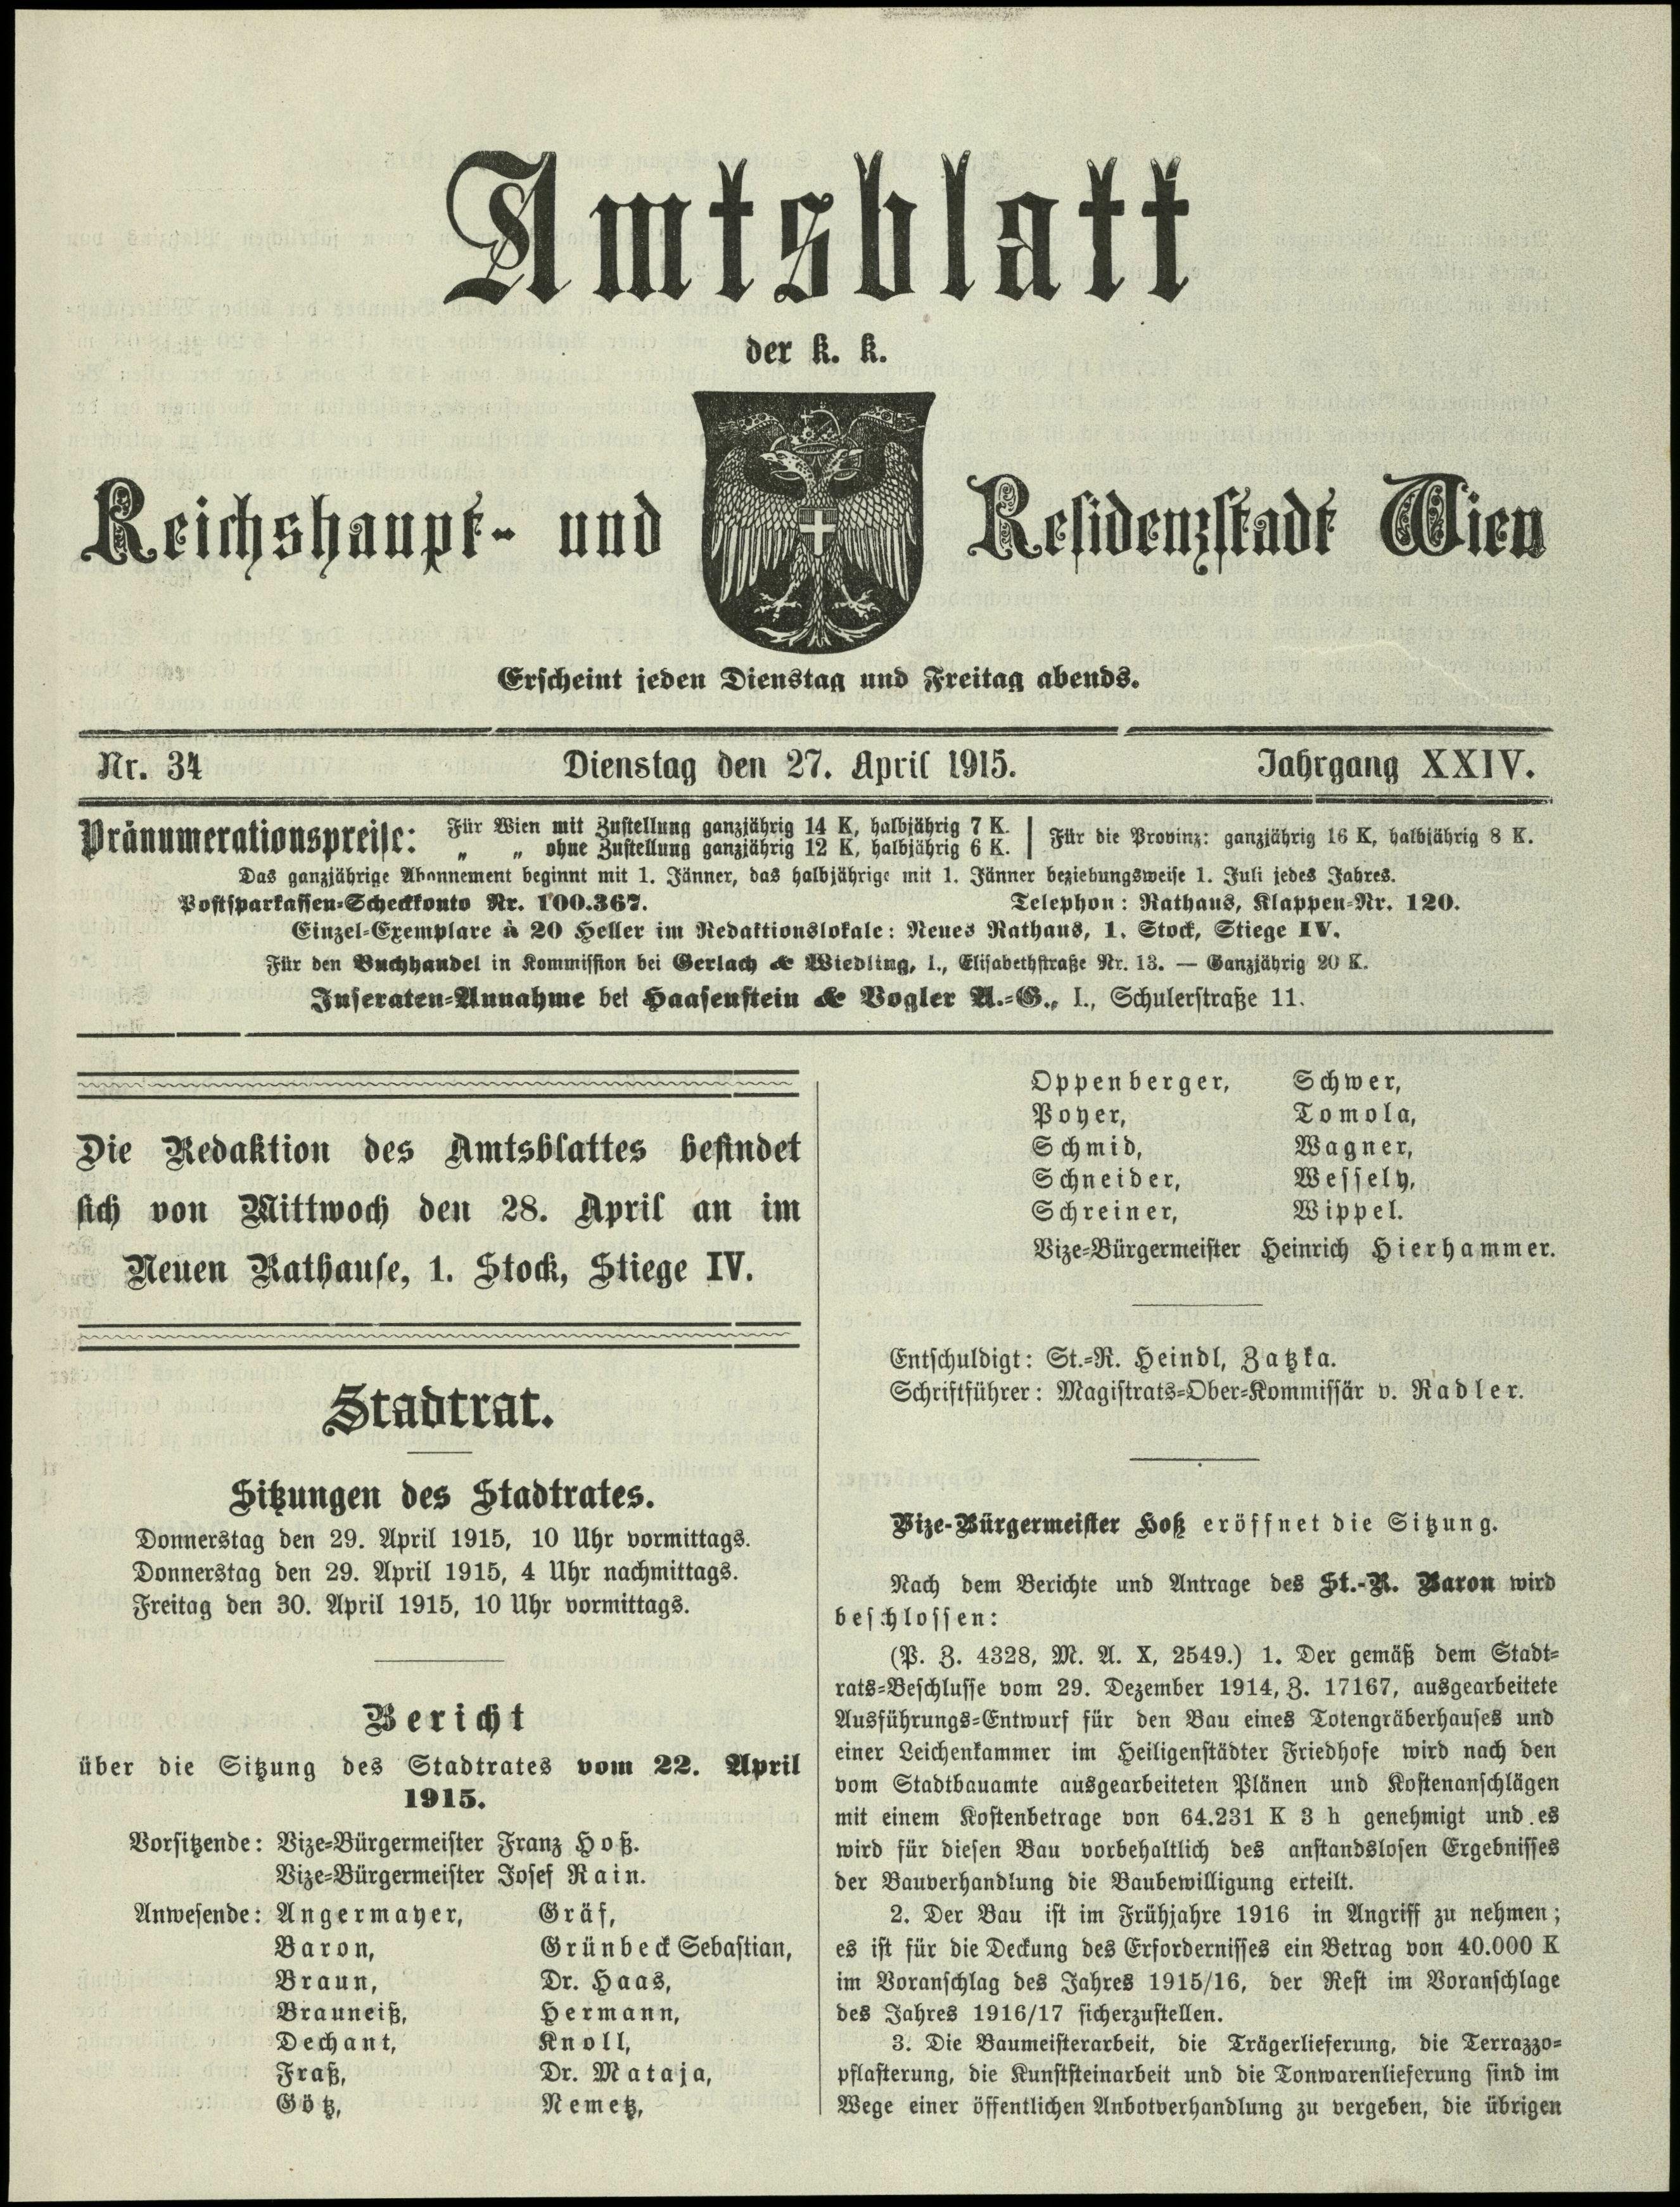 Amtsblatt
der k. k.
Reichshaupt- und Residenzstadt Wien
Erscheint jeden Dienstag und Freitag abends.
Nr. 34 Dienstag den 27. April 1915. Jahrgang XXIV.
Pränumerationspreise: Für Wien mit Zustellung ganzjährig 14 K, halbjährig 7 K.
„ „ ohne Zustellung ganzjährig 12 K, halbjährig 6 K.
Für die Provinz: ganzjährig 16 K, halbjährig 8 K.
Das ganzjährige Abonnement beginnt mit 1. Jänner, das halbjährige mit 1. Jänner beziehungsweise 1. Juli jedes Jahres.
Postsparkassen-Scheckkonto Nr. 100.367. Telephon: Rathaus, Klappen-Nr. 120.
Einzel-Exemplare à 20 Heller im Redaktionslokale: Neues Rathaus, 1. Stock, Stiege IV.
Für den Buchhandel in Kommission bei Gerlach & Wiedling, I., Elisabethstraße Nr. 13. — Ganzjährig 20 K.
Inseraten-Annahme bei Haasenstein & Vogler A.-G., I., Schulerstraße 11.
Die Redaktion des Amtsblattes befindet
sich von Mittwoch den 28. April an im
Neuen Rathause, 1. Stock, Stiege IV.
Stadtrat.
Sitzungen des Stadtrates.
Donnerstag den 29. April 1915, 10 Uhr vormittags.
Donnerstag den 29. April 1915, 4 Uhr nachmittags.
Freitag den 30. April 1915, 10 Uhr vormittags.
Bericht
über die Sitzung des Stadtrates vom 22. April
1915.
Vorsitzende: Vize-Bürgermeister Franz Hoß.
Vize-Bürgermeister Josef Rain.
Anwesende: Angermayer, Gräf,
Baron, Grünbeck Sebastian,
Braun, Dr. Haas,
Brauneiß, Hermann,
Dechant, Knoll,
Fraß, Dr. Mataja,
Götz, Nemetz,
Oppenberger, Schwer,
Poyer, Tomola,
Schmid, Wagner,
Schneider, Wessely,
Schreiner, Wippel.
Vize-Bürgermeister Heinrich Hierhammer.
Entschuldigt: St.-R. Heindl, Zatzka.
Schriftführer: Magistrats-Ober-Kommissär v. Radler.
Vize-Bürgermeister Hoß eröffnet die Sitzung.
Nach dem Berichte und Antrage des St.-R. Baron wird
beschlossen:
(P. Z. 4328, M. A. X, 2549.) 1. Der gemäß dem Stadt-
rats-Beschlusse vom 29. Dezember 1914, Z. 17167, ausgearbeitete
Ausführungs-Entwurf für den Bau eines Totengräberhauses und
einer Leichenkammer im Heiligenstädter Friedhofe wird nach den
vom Stadtbauamte ausgearbeiteten Plänen und Kostenanschlägen
mit einem Kostenbetrage von 64.231 K 3 h genehmigt und es
wird für diesen Bau vorbehaltlich des anstandslosen Ergebnisses
der Bauverhandlung die Baubewilligung erteilt.
2. Der Bau ist im Frühjahre 1916 in Angriff zu nehmen;
es ist für die Deckung des Erfordernisses ein Betrag von 40.000 K
im Voranschlag des Jahres 1915/16, der Rest im Voranschlage
des Jahres 1916/17 sicherzustellen.
3. Die Baumeisterarbeit, die Trägerlieferung, die Terrazzo-
pflasterung, die Kunststeinarbeit und die Tonwarenlieferung sind im
Wege einer öffentlichen Anbotverhandlung zu vergeben, die übrigen